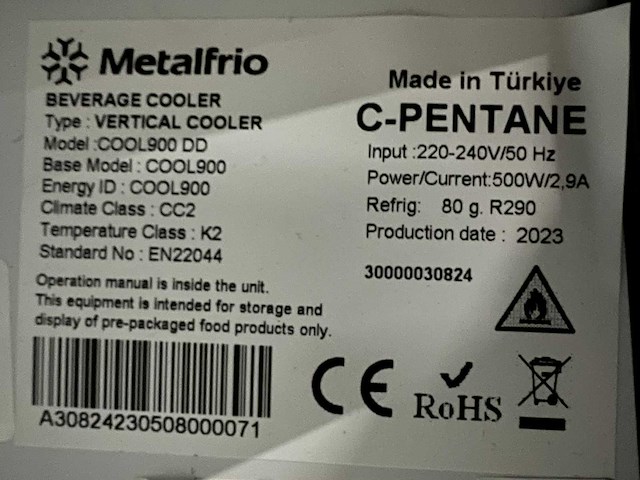 Metalfrio
BEVERAGE COOLER
Type : VERTICAL COOLER
Model :COOL900 DD
Base Model : COOL900
Energy ID : COOL900
Climate Class : CC2
Temperature Class : K2
Standard No : EN22044
Operation manual is inside the unit.
This equipment is intended for storage and
display of pre-packaged food products only.
A30824230508000071
Made in Türkiye
C-PENTANE
Input :220-240V/50 Hz
Power/Current:500W/2,9A
Refrig: 80 g. R290
Production date : 2023
30000030824
CE
RoHS